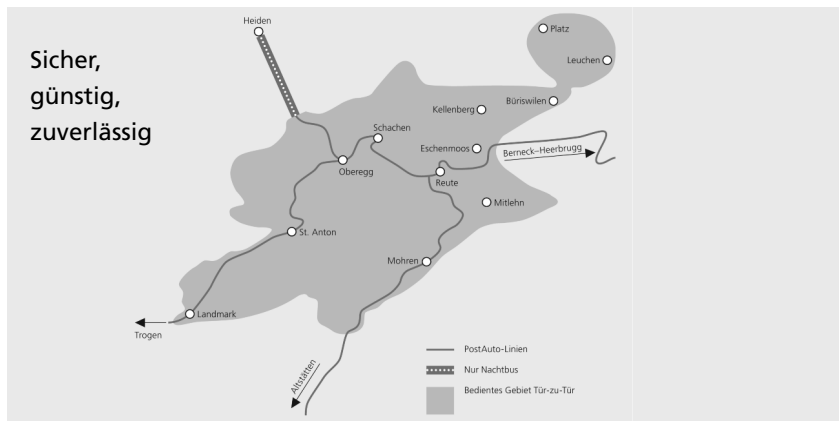 Sicher,
günstig,
zuverlässig
Heiden
Platz
Leuchen
Büriswilen
Kellenberg
Schachen
Eschenmoos
Berneck–Heerbrugg
Oberegg
Reute
Mitlehn
St. Anton
Mohren
Landmark
Trogen
Altstätten
PostAuto-Linien
Nur Nachtbus
Bedientes Gebiet Tür-zu-Tür